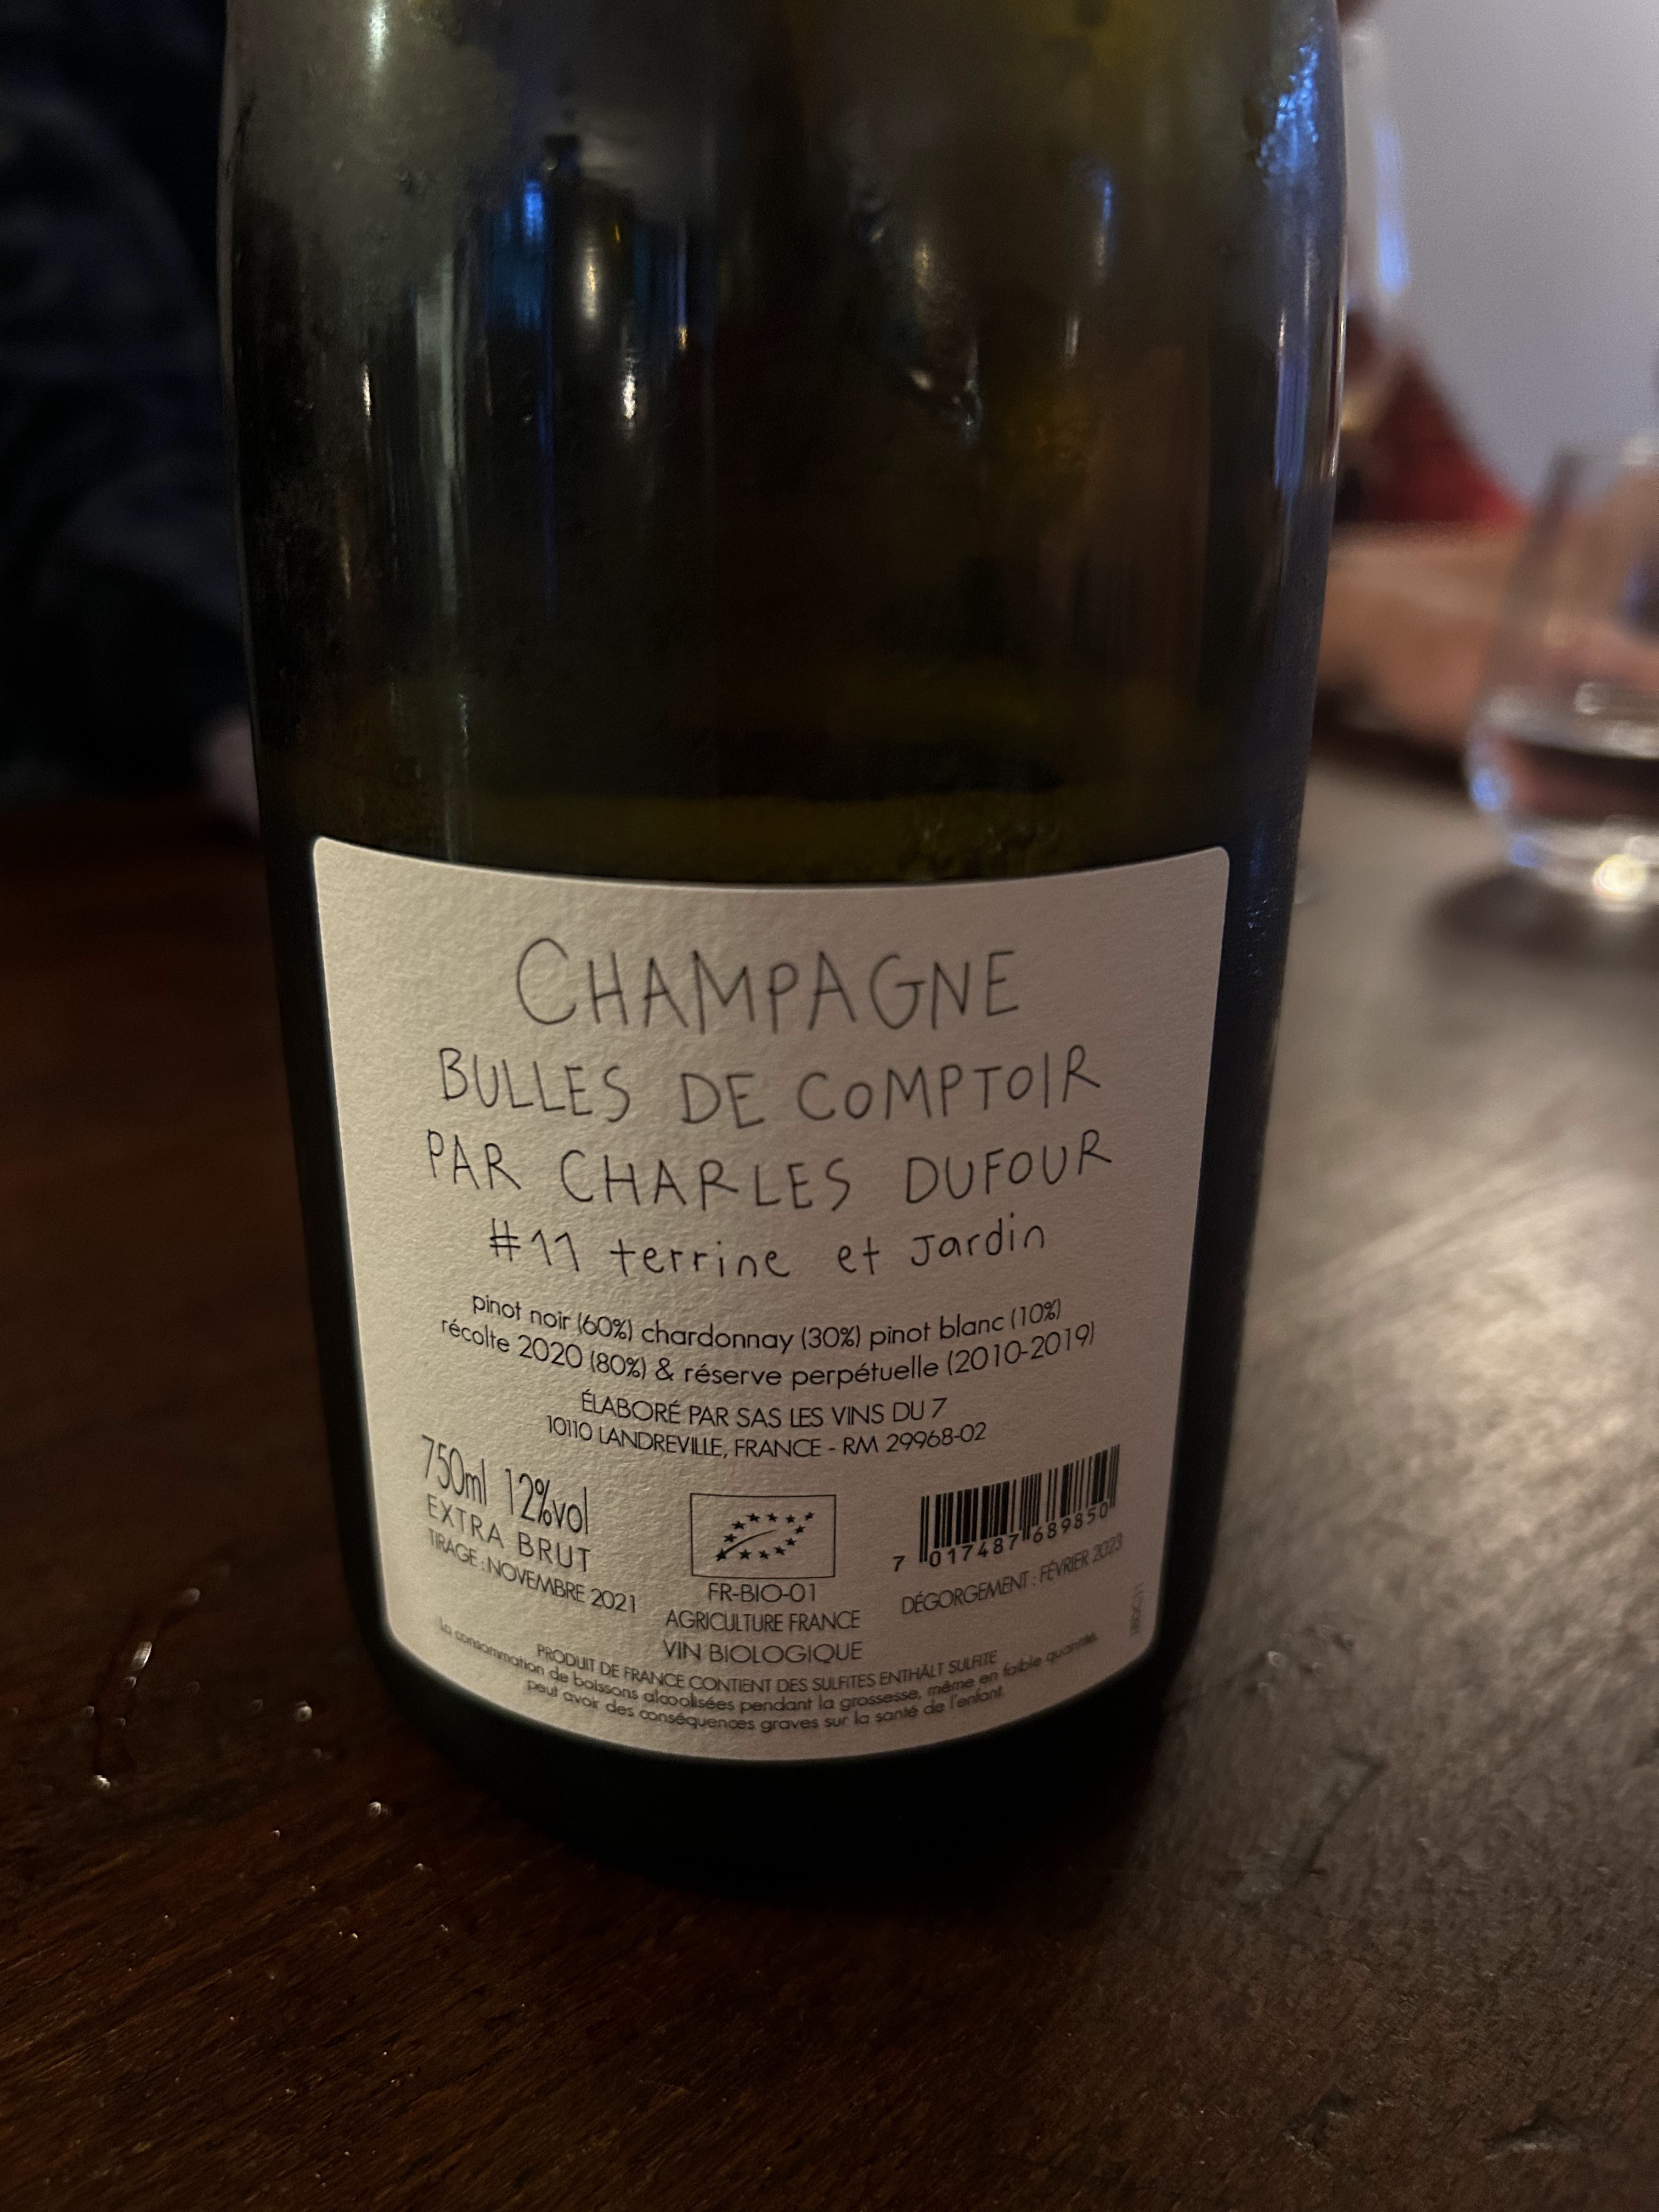 CHAMPAGNE
BULLES DE COMPTOIR
PAR CHARLES DUFOUR
#11 terrine et Jardin
pinot noir (60%) chardonnay (30%) pinot blanc (10%)
récolte 2020 (80%) & réserve perpétuelle (2010-2019)
ÉLABORÉ PAR SAS LES VINS DU 7
10110 LANDREVILLE, FRANCE - RM 29968-02
750ml 12%vol
EXTRA BRUT
TIRAGE : NOVEMBRE 2021
FR-BIO-01
AGRICULTURE FRANCE
VIN BIOLOGIQUE
7 017487 689850
DÉGORGEMENT : FÉVRIER 2023
PRODUIT DE FRANCE CONTIENT DES SULFITES ENTHÄLT SULFITE
la consommation de boissons alcoolisées pendant la grossesse, même en faible quantité,
peut avoir des conséquences graves sur la santé de l'enfant.